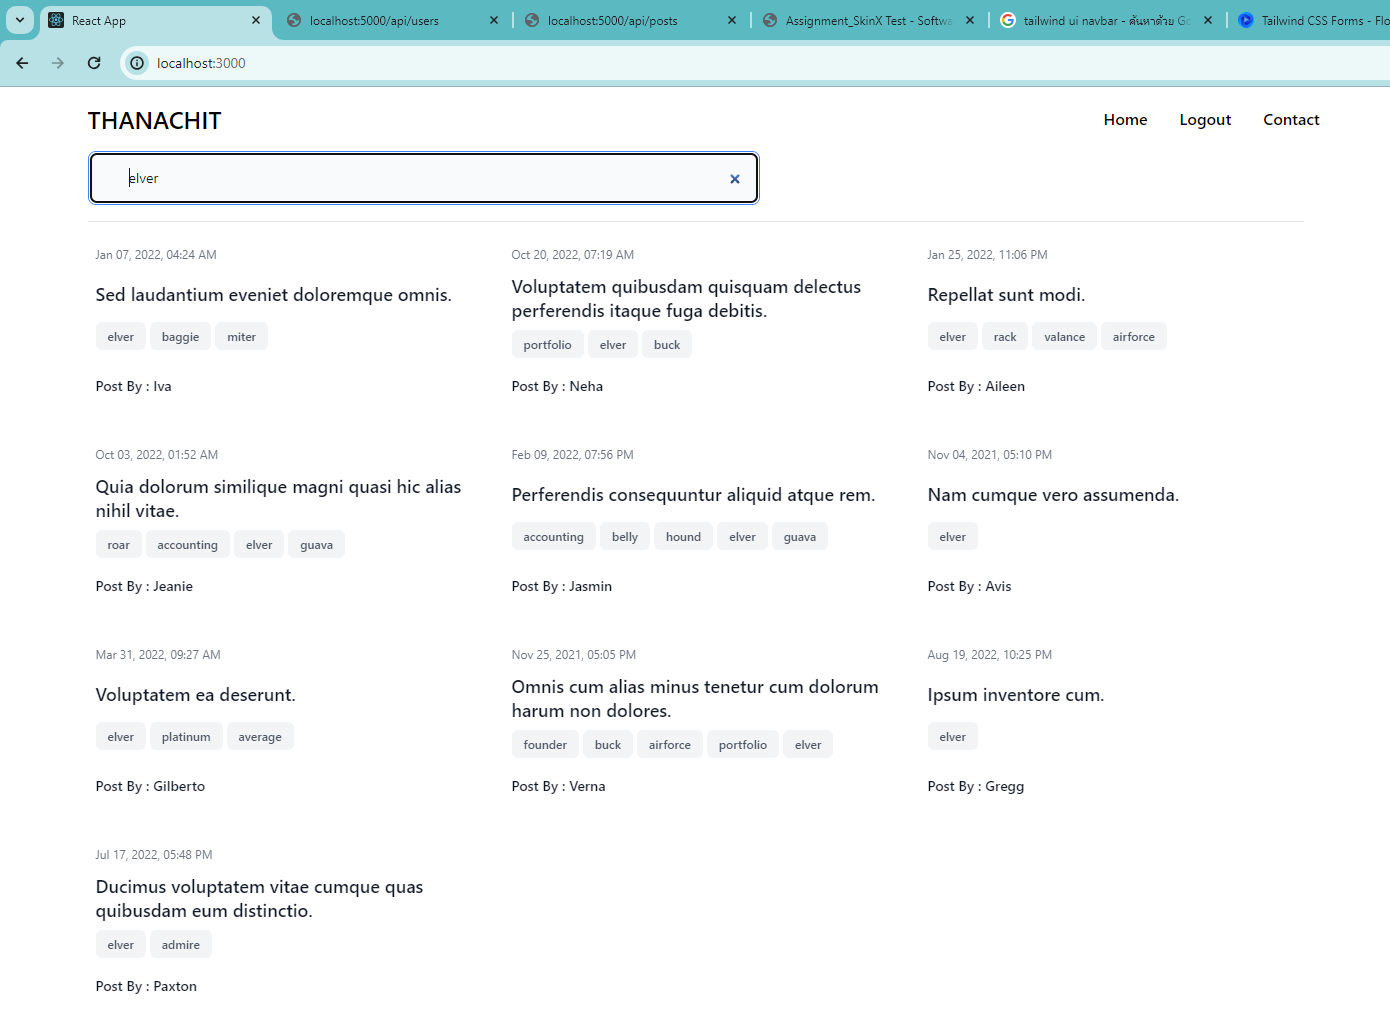 React App
localhost:5000/api/users
localhost:5000/api/posts
Assignment_SkinX Test - Softwa
tailwind ui navbar - ค้นหาด้วย Go
Tailwind CSS Forms - Flo
localhost:3000
THANACHIT
Home Logout Contact
elver
Jan 07, 2022, 04:24 AM
Sed laudantium eveniet doloremque omnis.
elver baggie miter
Post By : Iva
Oct 20, 2022, 07:19 AM
Voluptatem quibusdam quisquam delectus
perferendis itaque fuga debitis.
portfolio elver buck
Post By : Neha
Jan 25, 2022, 11:06 PM
Repellat sunt modi.
elver rack valance airforce
Post By : Aileen
Oct 03, 2022, 01:52 AM
Quia dolorum similique magni quasi hic alias
nihil vitae.
roar accounting elver guava
Post By : Jeanie
Feb 09, 2022, 07:56 PM
Perferendis consequuntur aliquid atque rem.
accounting belly hound elver guava
Post By : Jasmin
Nov 04, 2021, 05:10 PM
Nam cumque vero assumenda.
elver
Post By : Avis
Mar 31, 2022, 09:27 AM
Voluptatem ea deserunt.
elver platinum average
Post By : Gilberto
Nov 25, 2021, 05:05 PM
Omnis cum alias minus tenetur cum dolorum
harum non dolores.
founder buck airforce portfolio elver
Post By : Verna
Aug 19, 2022, 10:25 PM
Ipsum inventore cum.
elver
Post By : Gregg
Jul 17, 2022, 05:48 PM
Ducimus voluptatem vitae cumque quas
quibusdam eum distinctio.
elver admire
Post By : Paxton